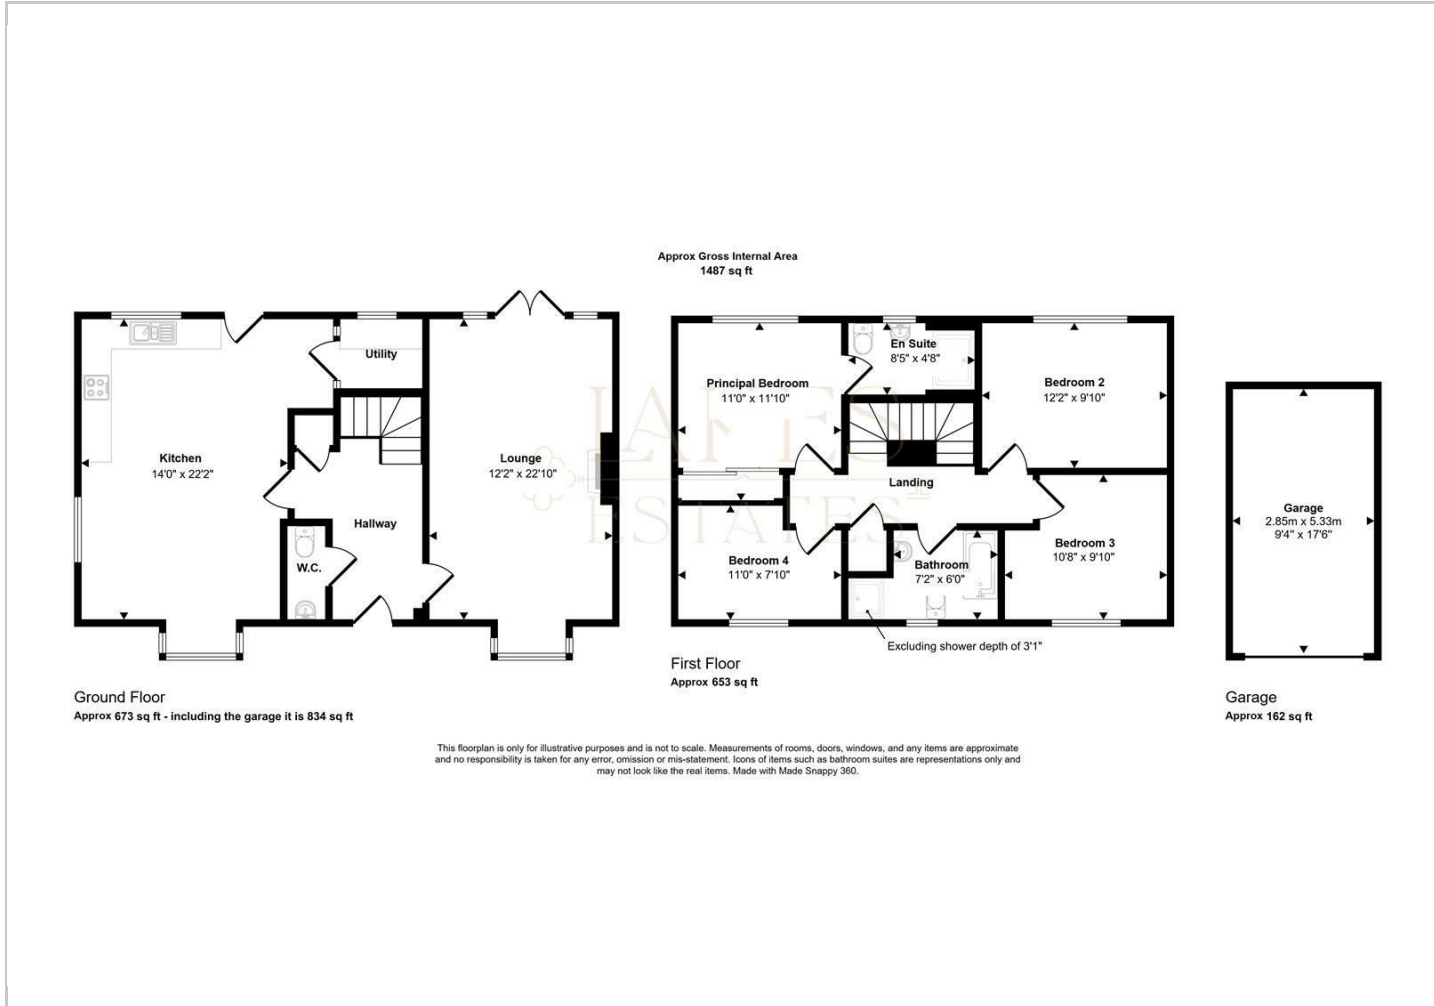 Approx Gross Internal Area
1487 sq ft
Utility
Kitchen
14'0" x 22'2"
Lounge
12'2" x 22'10"
Hallway
W.C.
Ground Floor
Approx 673 sq ft - including the garage it is 834 sq ft
En Suite
8'5" x 4'8"
Principal Bedroom
11'0" x 11'10"
Bedroom 2
12'2" x 9'10"
Landing
Bedroom 4
11'0" x 7'10"
Bathroom
7'2" x 6'0"
Bedroom 3
10'8" x 9'10"
Excluding shower depth of 3'1"
First Floor
Approx 653 sq ft
Garage
2.85m x 5.33m
9'4" x 17'6"
Garage
Approx 162 sq ft
JAMES
ESTATES
This floorplan is only for illustrative purposes and is not to scale. Measurements of rooms, doors, windows, and any items are approximate
and no responsibility is taken for any error, omission or mis-statement. Icons of items such as bathroom suites are representations only and
may not look like the real items. Made with Made Snappy 360.